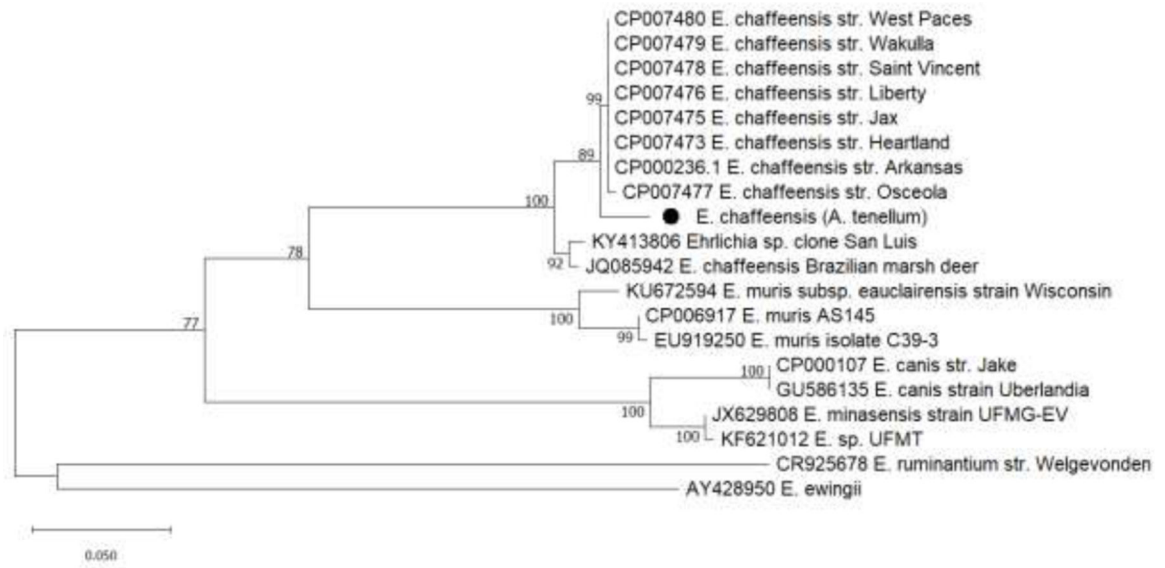 CP007480 E. chaffeensis str. West Paces
CP007479 E. chaffeensis str. Wakulla
CP007478 E. chaffeensis str. Saint Vincent
CP007476 E. chaffeensis str. Liberty
99
CP007475 E. chaffeensis str. Jax
CP007473 E. chaffeensis str. Heartland
89
CP000236.1 E. chaffeensis str. Arkansas
CP007477 E. chaffeensis str. Osceola
100
E. chaffeensis (A. tenellum)
KY413806 Ehrlichia sp. clone San Luis
78
92
JQ085942 E. chaffeensis Brazilian marsh deer
KU672594 E. muris subsp. eauclairensis strain Wisconsin
100
CP006917 E. muris AS145
77
99
EU919250 E. muris isolate C39-3
100
CP000107 E. canis str. Jake
GU586135 E. canis strain Uberlandia
100
JX629808 E. minasensis strain UFMG-EV
100
KF621012 E. sp. UFMT
CR925678 E. ruminantium str. Welgevonden
AY428950 E. ewingii
0.050